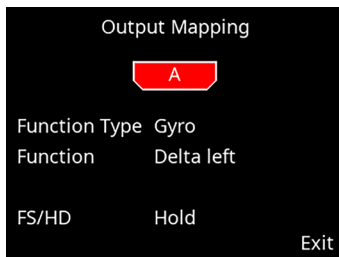 Output Mapping
A
Function Type Gyro
Function Delta left
FS/HD Hold
Exit